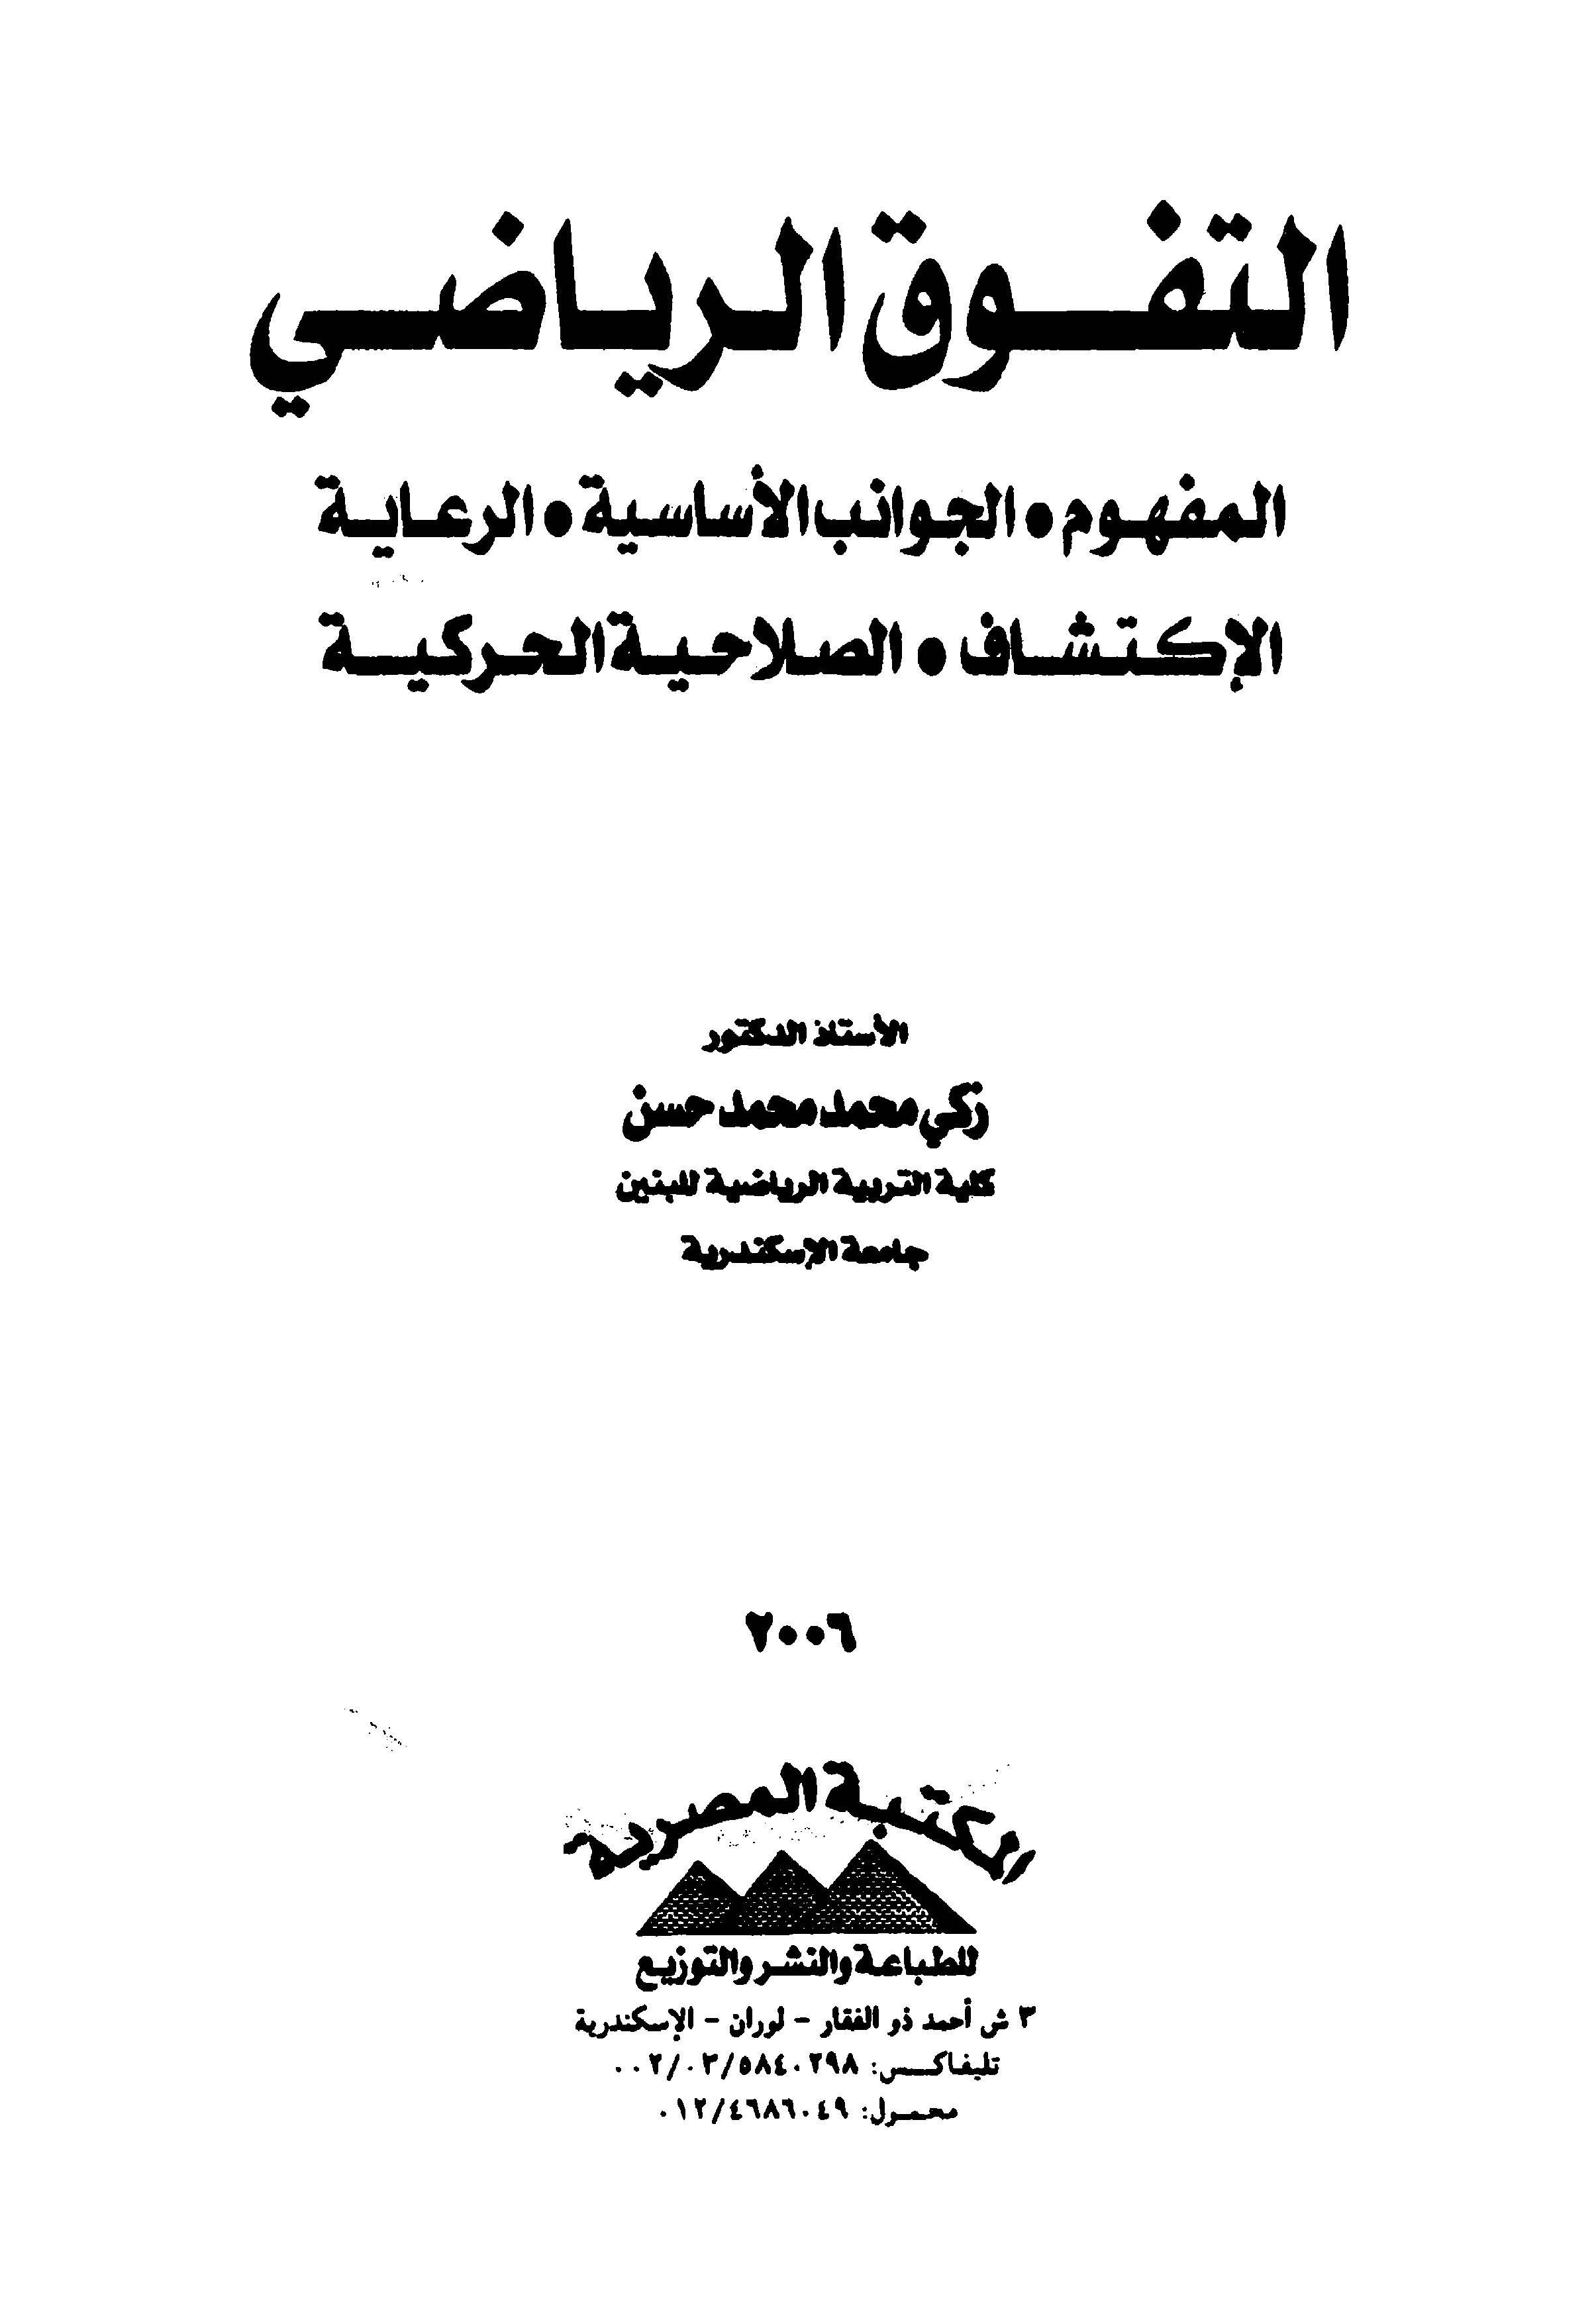 التفوق الرياضي
المفهوم • الجوانب الأساسية • الرعاية
الإكتشاف • الصلاحية الحركية
الأستاذ الدكتور
زكي محمد محمد حسن
كلية التربية الرياضية للبنين
جامعة الإسكندرية
٢٠٠٦
المكتبة المصرية
للطباعة والنشر والتوزيع
٣ ش أحمد ذو الفقار - لوران - الإسكندرية
تليفاكس: ٠٠٢/٠٣/٥٨٤٠٢٩٨
محمول: ٠١٢/٤٦٨٦٠٤٩